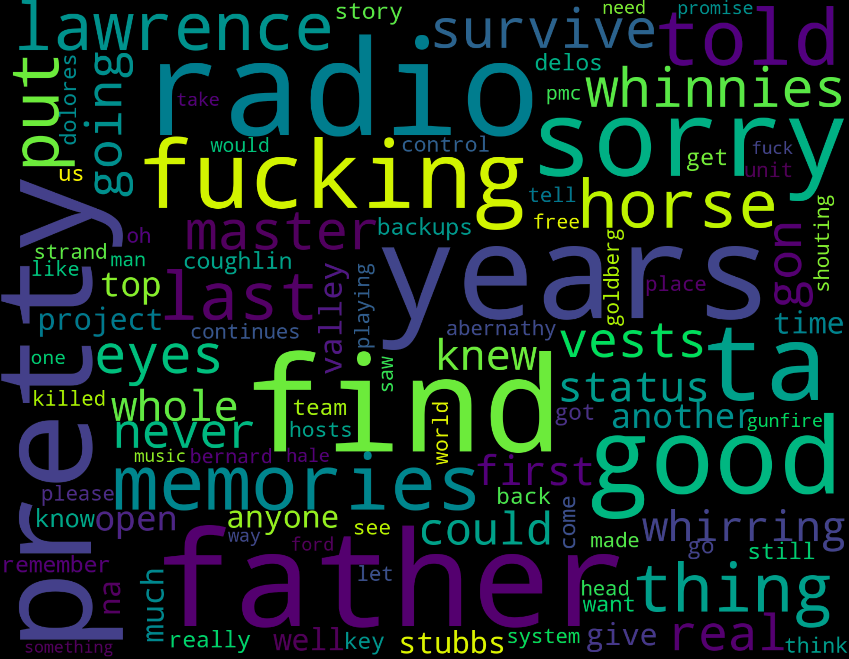 lawrence
story
survive
need
promise
told
radio
put
dolores
going
take
delos
pmc
whinnies
sorry
would
control
get
fuck
unit
us
fucking
tell
free
horse
pretty
oh
master
backups
strand
man
like
coughlin
top
last
years
goldberg
place
gon
shouting
project
continues
valley
playing
abernathy
time
one
eyes
find
saw
knew
vests
ta
killed
whole
team
hosts
world
status
got
another
gunfire
never
music
bernard
hale
memories
first
good
please
back
know
open
anyone
way
see
could
come
made
whirring
go
still
remember
ford
father
let
na
much
head
want
thing
something
really
well
key
stubbs
system
give
real
think